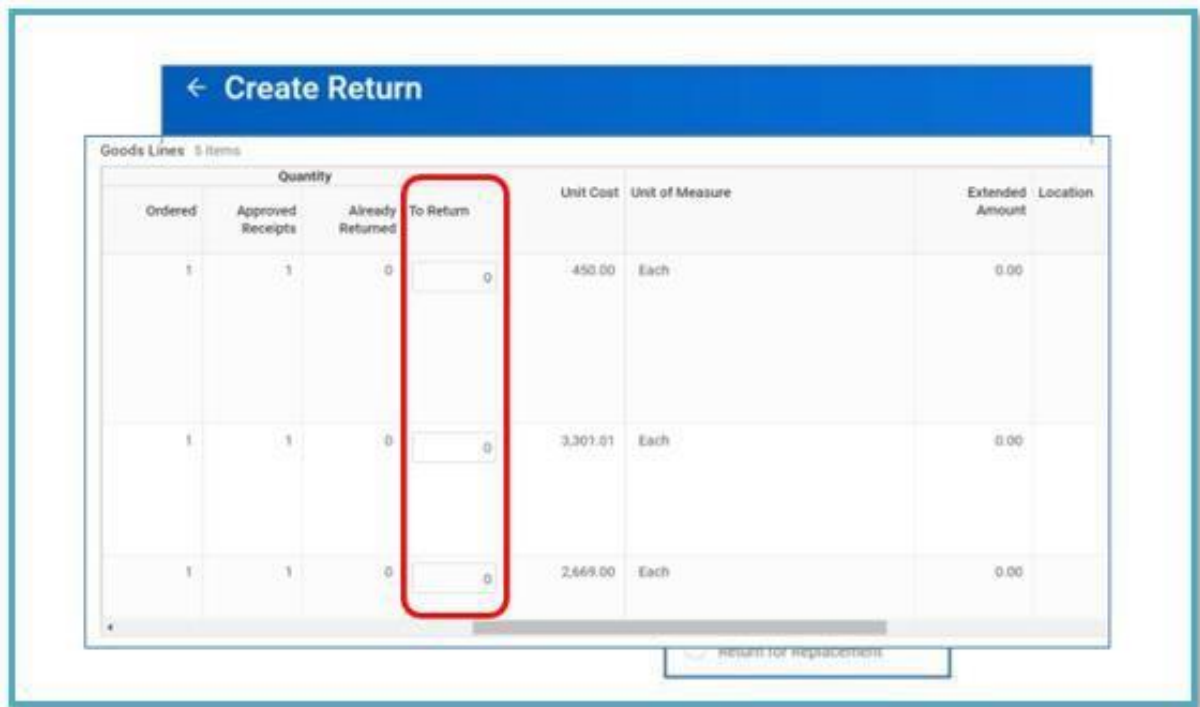 ← Create Return
Goods Lines 5 items
Quantity
Ordered Approved Receipts Already Returned To Return Unit Cost Unit of Measure Extended Amount Location
1 1 0 0 450.00 Each 0.00
1 1 0 0 3,301.01 Each 0.00
1 1 0 0 2,669.00 Each 0.00
Return for Replacement